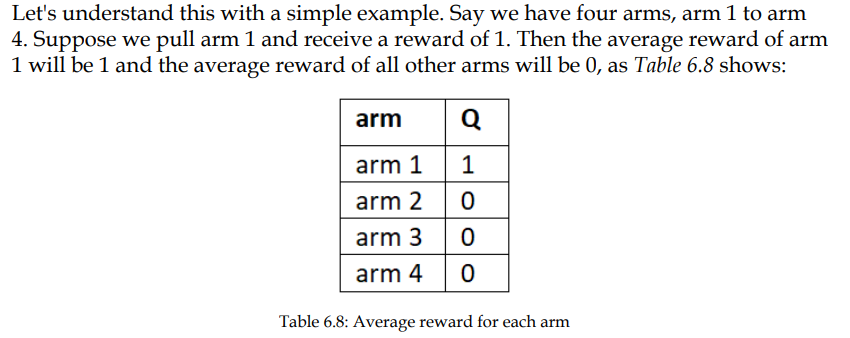 Let's understand this with a simple example. Say we have four arms, arm 1 to arm
4. Suppose we pull arm 1 and receive a reward of 1. Then the average reward of arm
1 will be 1 and the average reward of all other arms will be 0, as Table 6.8 shows:
arm Q
arm 1 1
arm 2 0
arm 3 0
arm 4 0
Table 6.8: Average reward for each arm